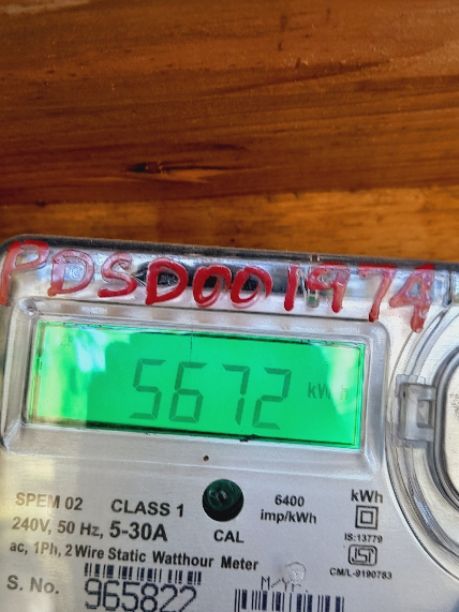 PDSD001974
5672 kWh
SPEM 02 CLASS 1 6400 kWh
240V, 50 Hz, 5-30A CAL imp/kWh
IS:13779
ac, 1Ph, 2 Wire Static Watthour Meter
CM/L-9190783
S. No. 965822 M/Yr.